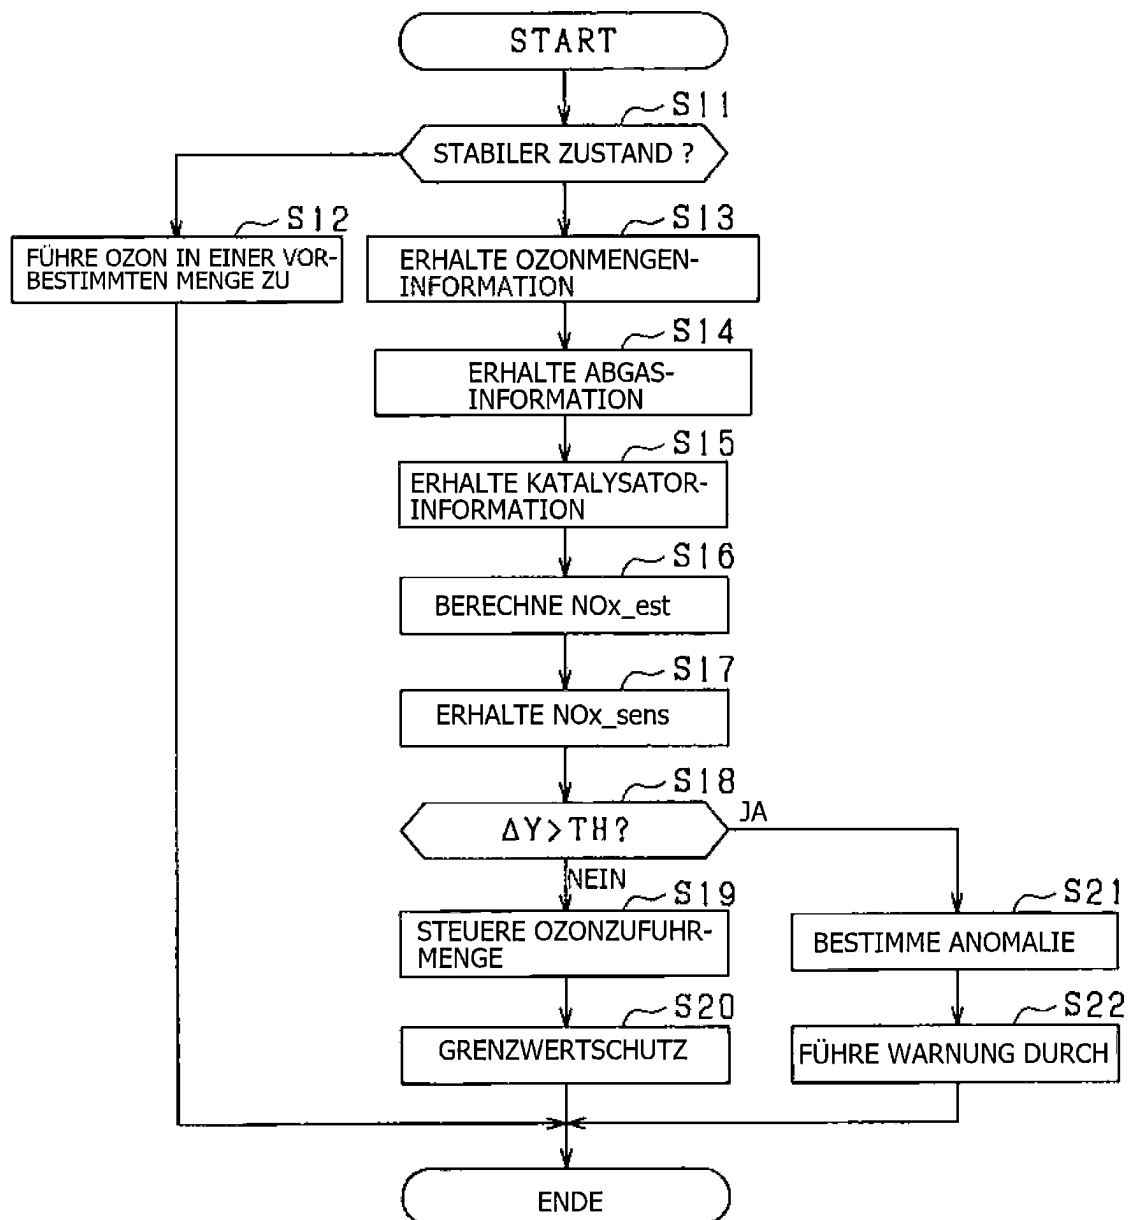 START
S11
STABILER ZUSTAND ?
S12
FÜHRE OZON IN EINER VOR-
BESTIMMTEN MENGE ZU
S13
ERHALTE OZONMENGEN-
INFORMATION
S14
ERHALTE ABGAS-
INFORMATION
S15
ERHALTE KATALYSATOR-
INFORMATION
S16
BERECHNE NOx_est
S17
ERHALTE NOx_sens
S18
ΔY>TH?
JA
NEIN
S19
STEUERE OZONZUFUHR-
MENGE
S20
GRENZWERTSCHUTZ
S21
BESTIMME ANOMALIE
S22
FÜHRE WARNUNG DURCH
ENDE